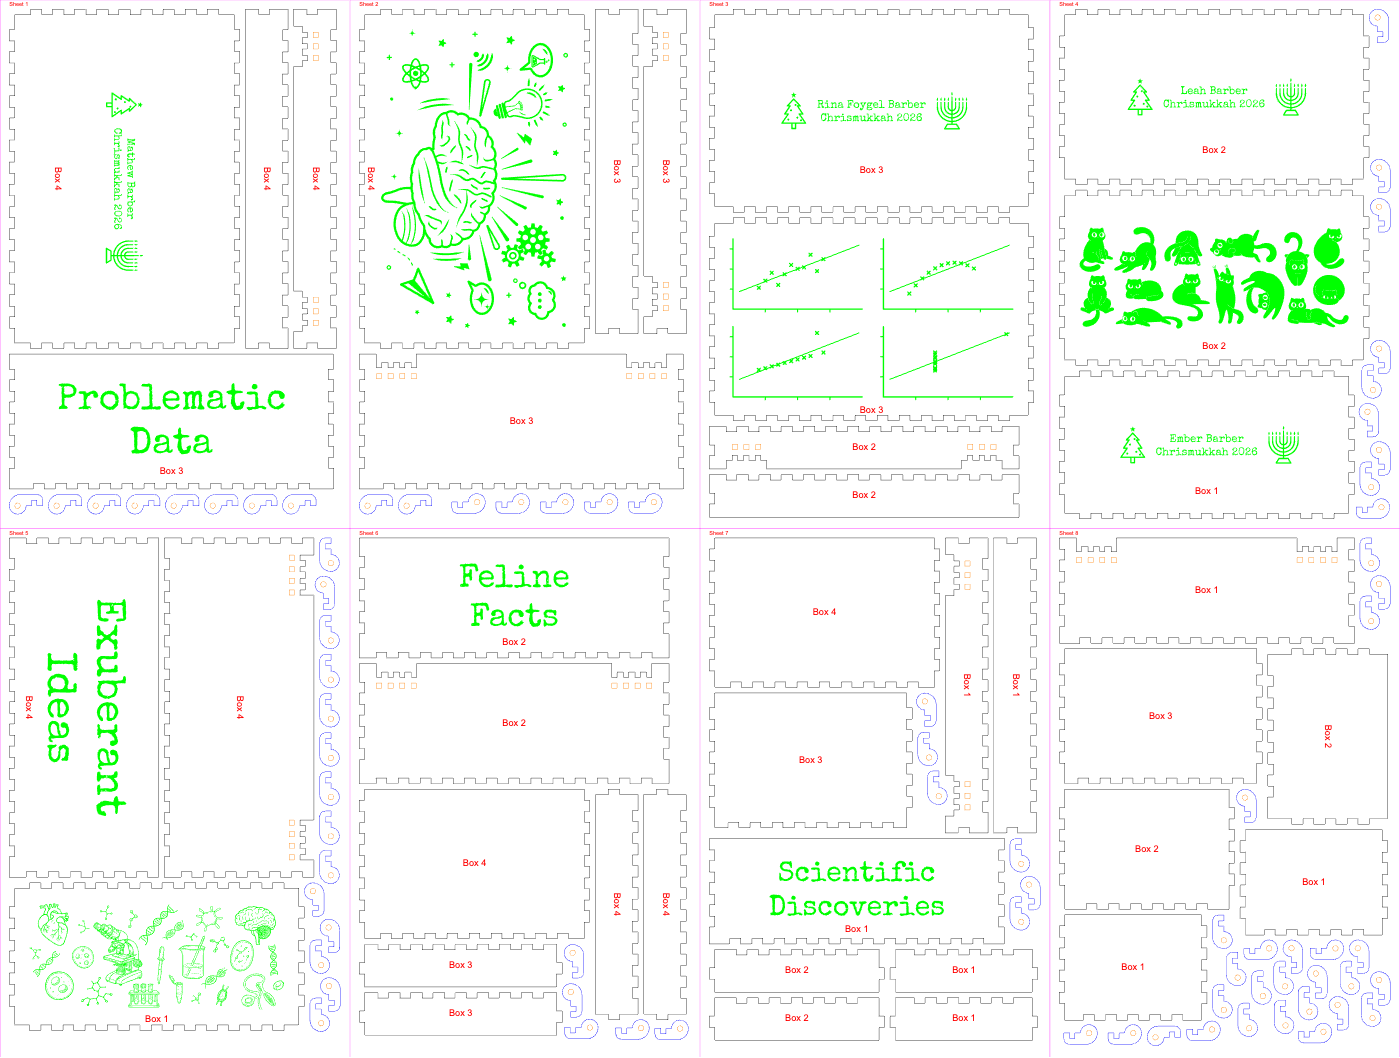 Sheet 1
Box 4
Mathew Barber
Chrismukkah 2026
Box 4
Box 4
Problematic
Data
Box 3
Sheet 2
Box 4
Box 3
Box 3
Box 3
Sheet 3
Rina Foygel Barber
Chrismukkah 2026
Box 3
Box 3
Box 2
Box 2
Sheet 4
Leah Barber
Chrismukkah 2026
Box 2
Box 2
Ember Barber
Chrismukkah 2026
Box 1
Sheet 5
Exuberant
Ideas
Box 4
Box 4
Box 1
Sheet 6
Feline
Facts
Box 2
Box 2
Box 4
Box 4
Box 4
Box 3
Box 3
Sheet 7
Box 4
Box 1
Box 1
Box 3
Scientific
Discoveries
Box 1
Box 2
Box 1
Box 2
Box 1
Sheet 8
Box 1
Box 3
Box 2
Box 2
Box 1
Box 1